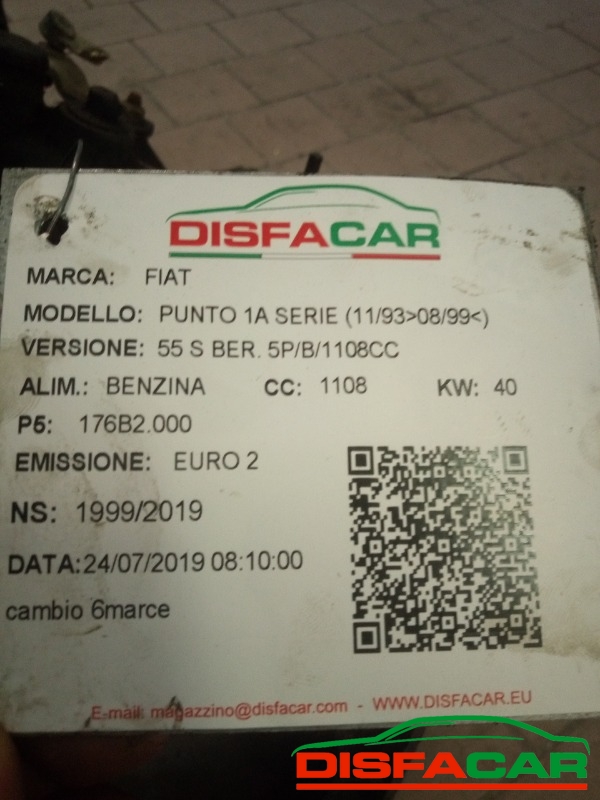 DISFACAR
MARCA: FIAT
MODELLO: PUNTO 1A SERIE (11/93>08/99<)
VERSIONE: 55 S BER. 5P/B/1108CC
ALIM.: BENZINA CC: 1108 KW: 40
P5: 176B2.000
EMISSIONE: EURO 2
NS: 1999/2019
DATA:24/07/2019 08:10:00
cambio 6marce
E-mail: magazzino@disfacar.com - WWW.DISFACAR.EU
DISFACAR